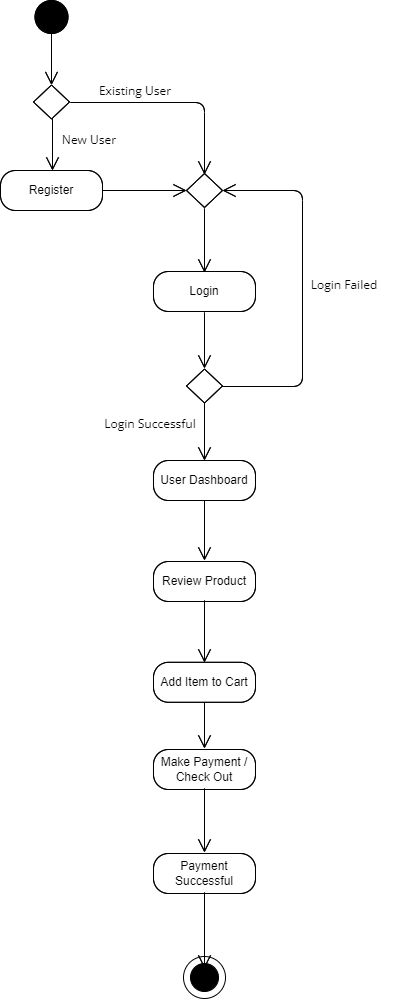 Existing User
New User
Register
Login
Login Failed
Login Successful
User Dashboard
Review Product
Add Item to Cart
Make Payment /
Check Out
Payment
Successful